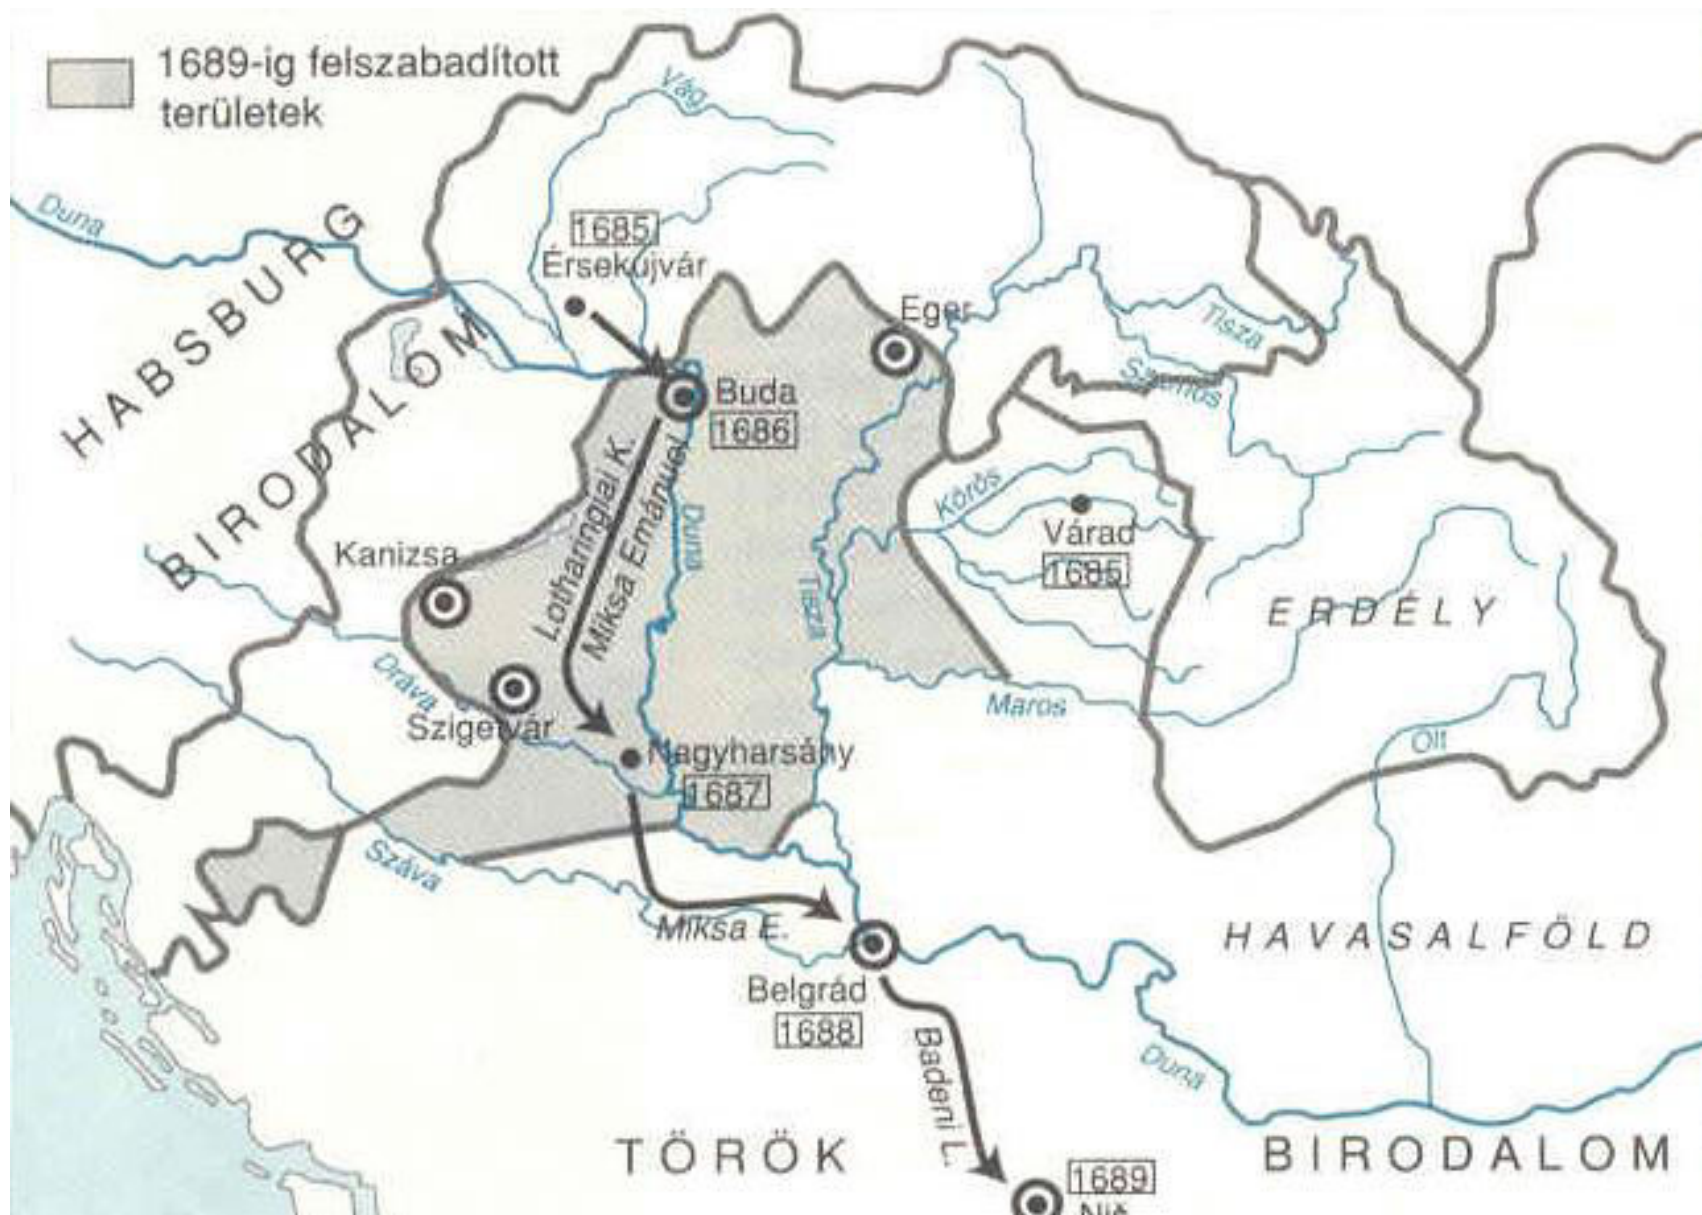 1689-ig felszabadított
területek
Vág
Duna
HABSBURG
BIRODALOM
1685
Érsekújvár
Eger
Tisza
Szamos
Buda
1686
Lotharingiai K.
Miksa Emánuel
Duna
Körös
Várad
1685
Kanizsa
Tisza
ERDÉLY
Dráva
Szigetvár
Maros
Olt
Nagyharsány
1687
Száva
Miksa E.
HAVASALFÖLD
Belgrád
1688
Badeni L.
Duna
TÖRÖK
BIRODALOM
1689